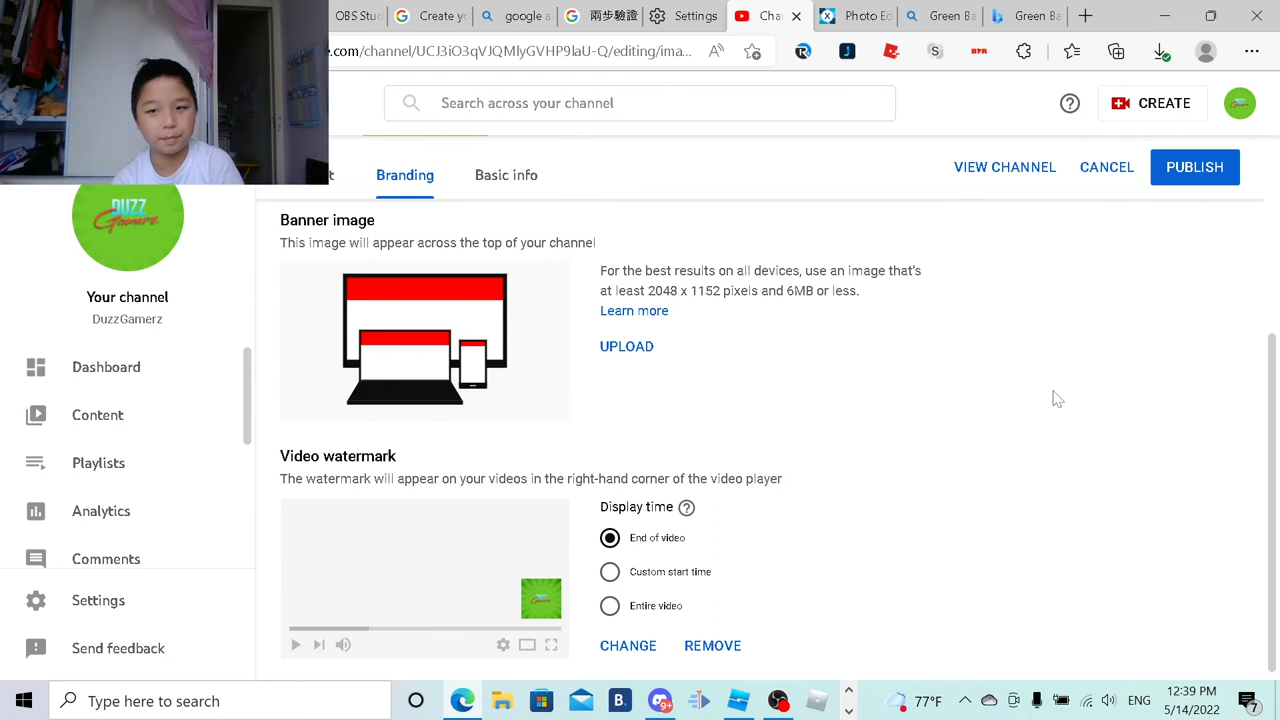 OBS Stu
Copying
兩步驗證
Settings
Cha
Phot
Green Ba
Green Ba
e.com/channel/UCJ3iO3qVJQMlyGVHP9laU-Q/editing/ima...
Search across your channel
CREATE
t
Branding
Basic info
VIEW CHANNEL
CANCEL
PUBLISH
DUZZ
Gamerz
Your channel
DuzzGamerz
Dashboard
Content
Playlists
Analytics
Comments
Settings
Send feedback
Banner image
This image will appear across the top of your channel
For the best results on all devices, use an image that's
at least 2048 x 1152 pixels and 6MB or less.
Learn more
UPLOAD
Video watermark
The watermark will appear on your videos in the right-hand corner of the video player
Display time
End of video
Custom start time
Entire video
CHANGE
REMOVE
Type here to search
9+
77°F
ENG
12:39 PM
5/14/2022
7